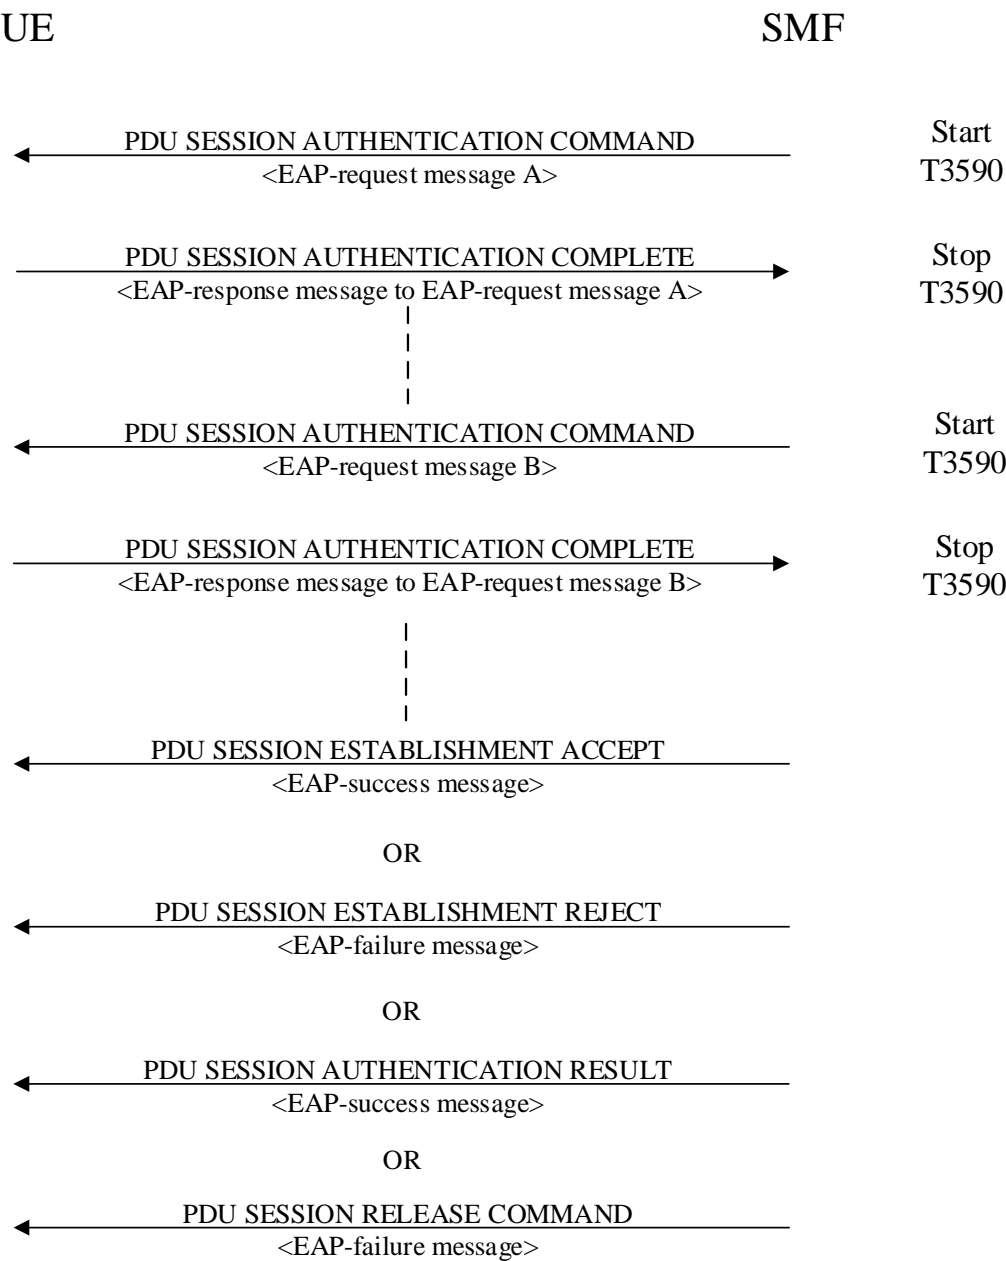 UE SMF
PDU SESSION AUTHENTICATION COMMAND
<EAP-request message A>
Start
T3590
PDU SESSION AUTHENTICATION COMPLETE
<EAP-response message to EAP-request message A>
Stop
T3590
PDU SESSION AUTHENTICATION COMMAND
<EAP-request message B>
Start
T3590
PDU SESSION AUTHENTICATION COMPLETE
<EAP-response message to EAP-request message B>
Stop
T3590
PDU SESSION ESTABLISHMENT ACCEPT
<EAP-success message>
OR
PDU SESSION ESTABLISHMENT REJECT
<EAP-failure message>
OR
PDU SESSION AUTHENTICATION RESULT
<EAP-success message>
OR
PDU SESSION RELEASE COMMAND
<EAP-failure message>